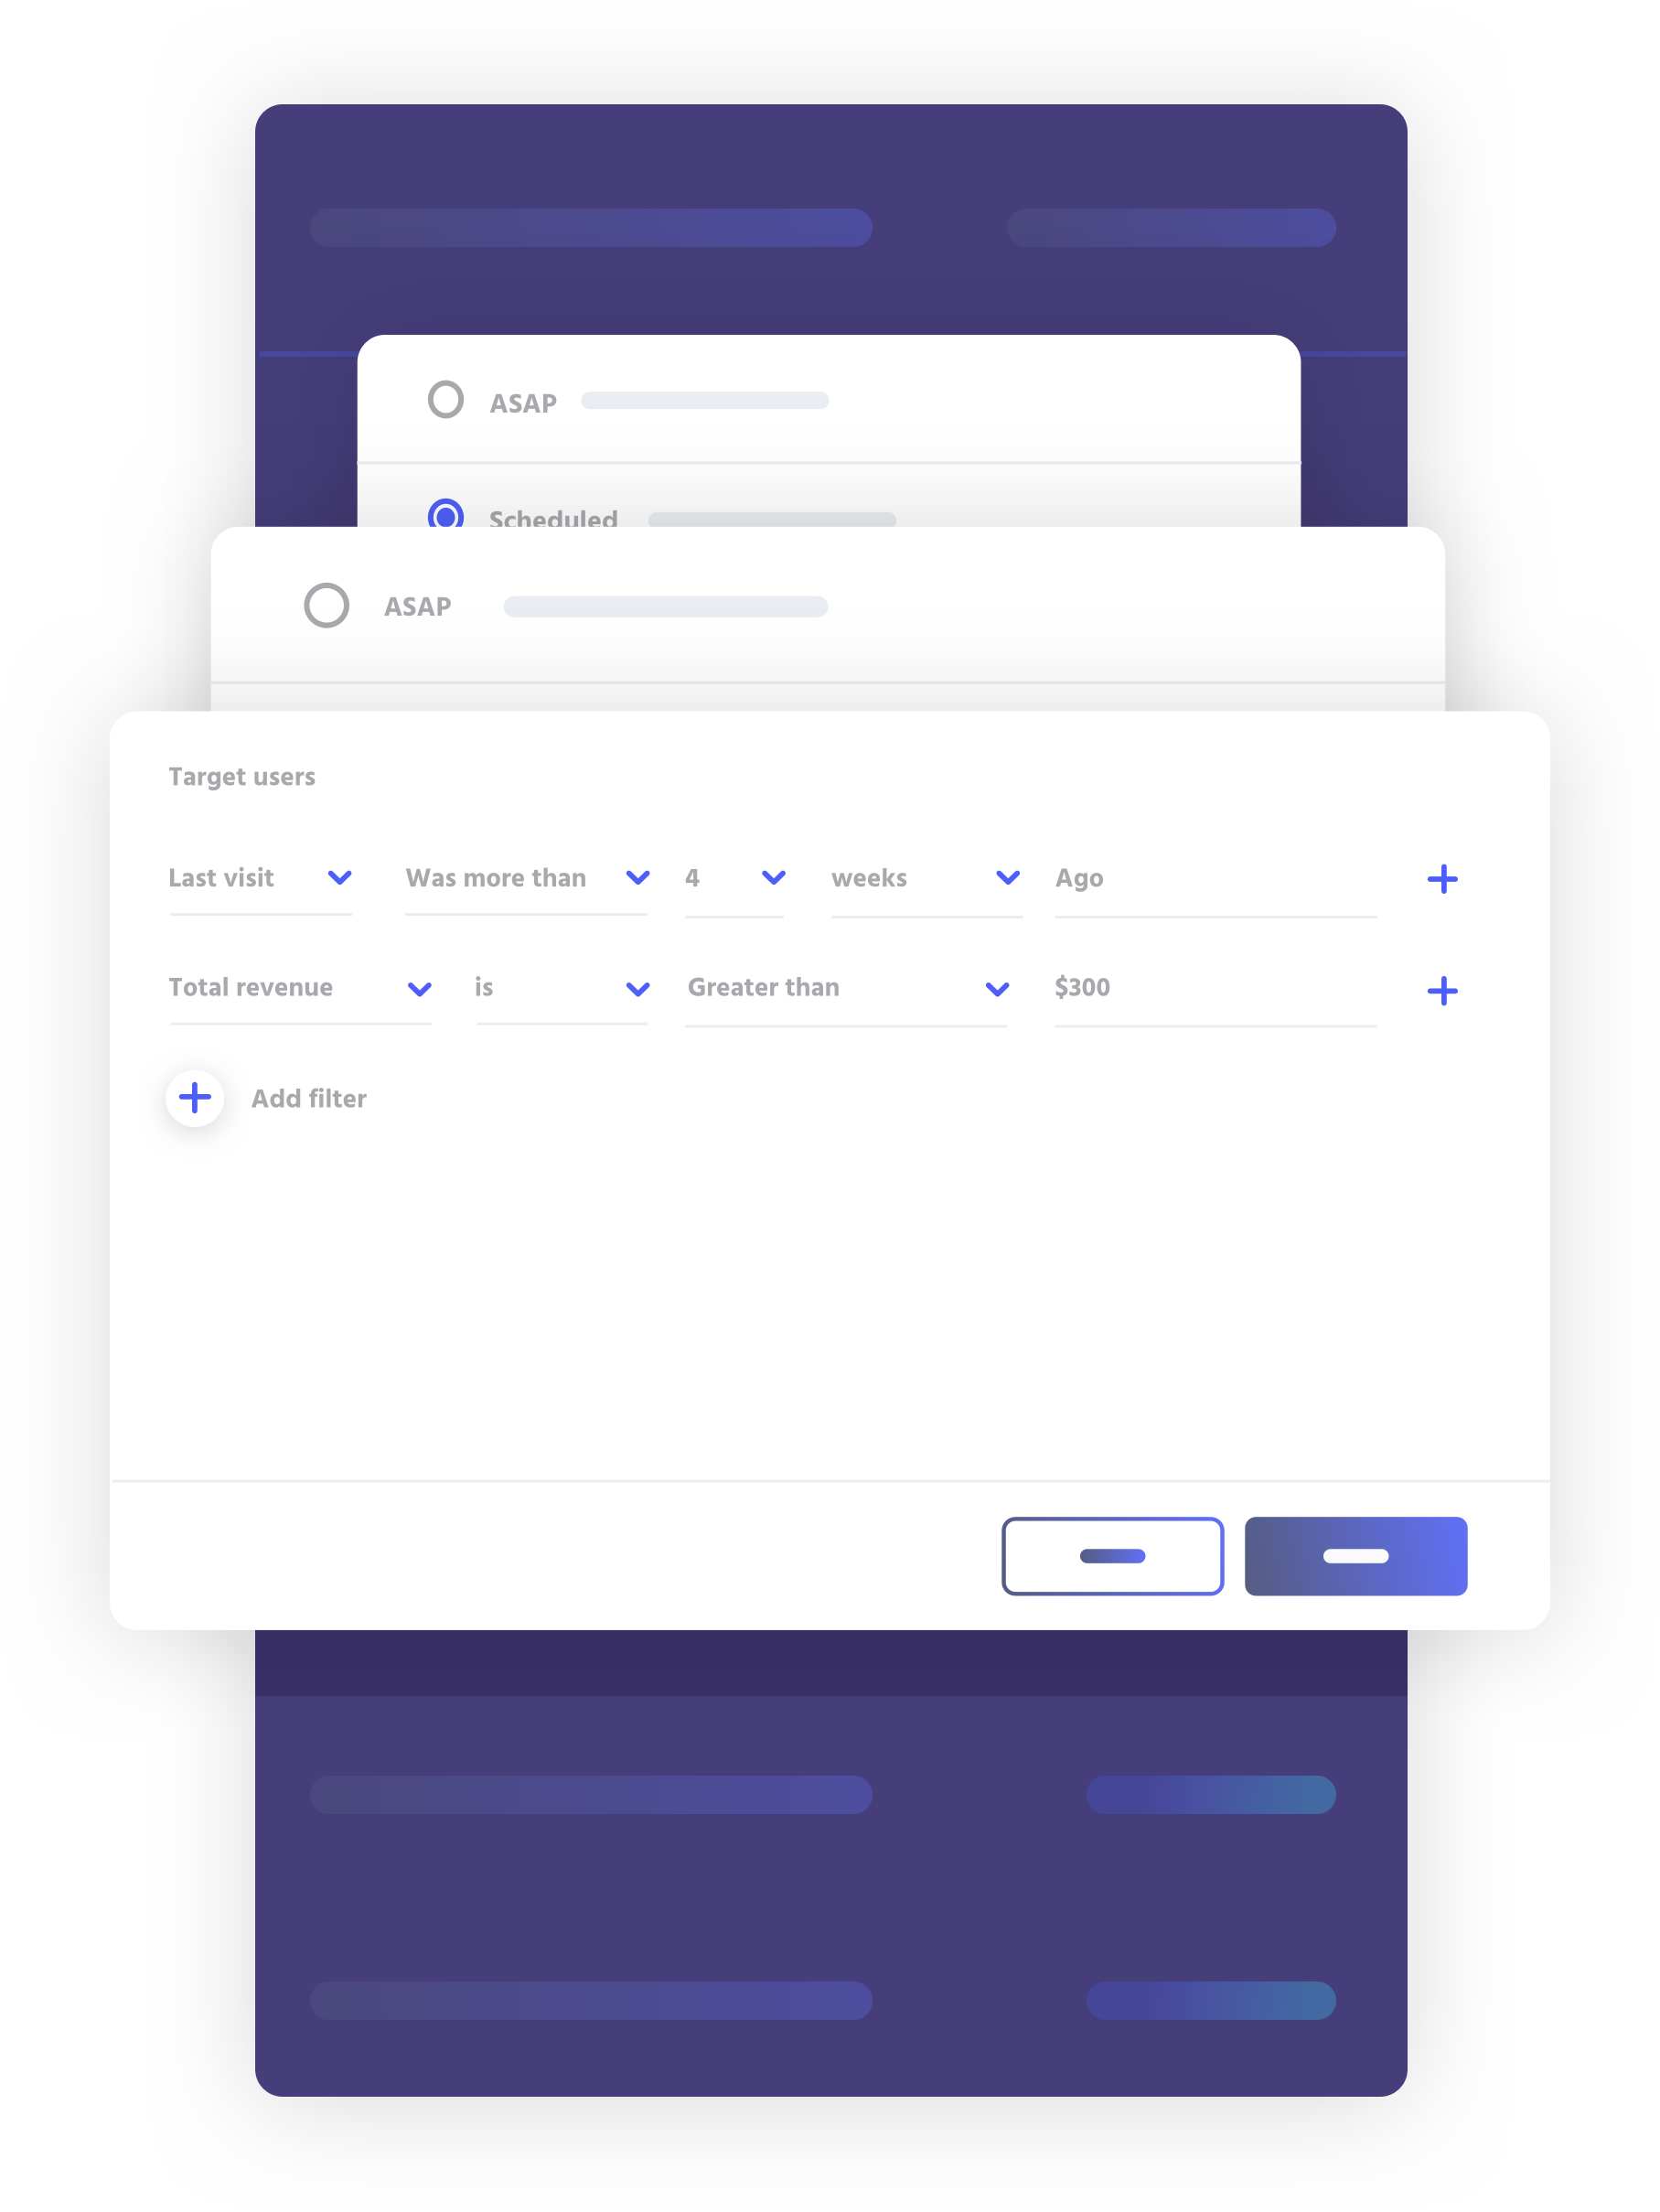 ASAP
Scheduled
ASAP
Target users
Last visit Was more than 4 weeks Ago
Total revenue is Greater than $300
Add filter